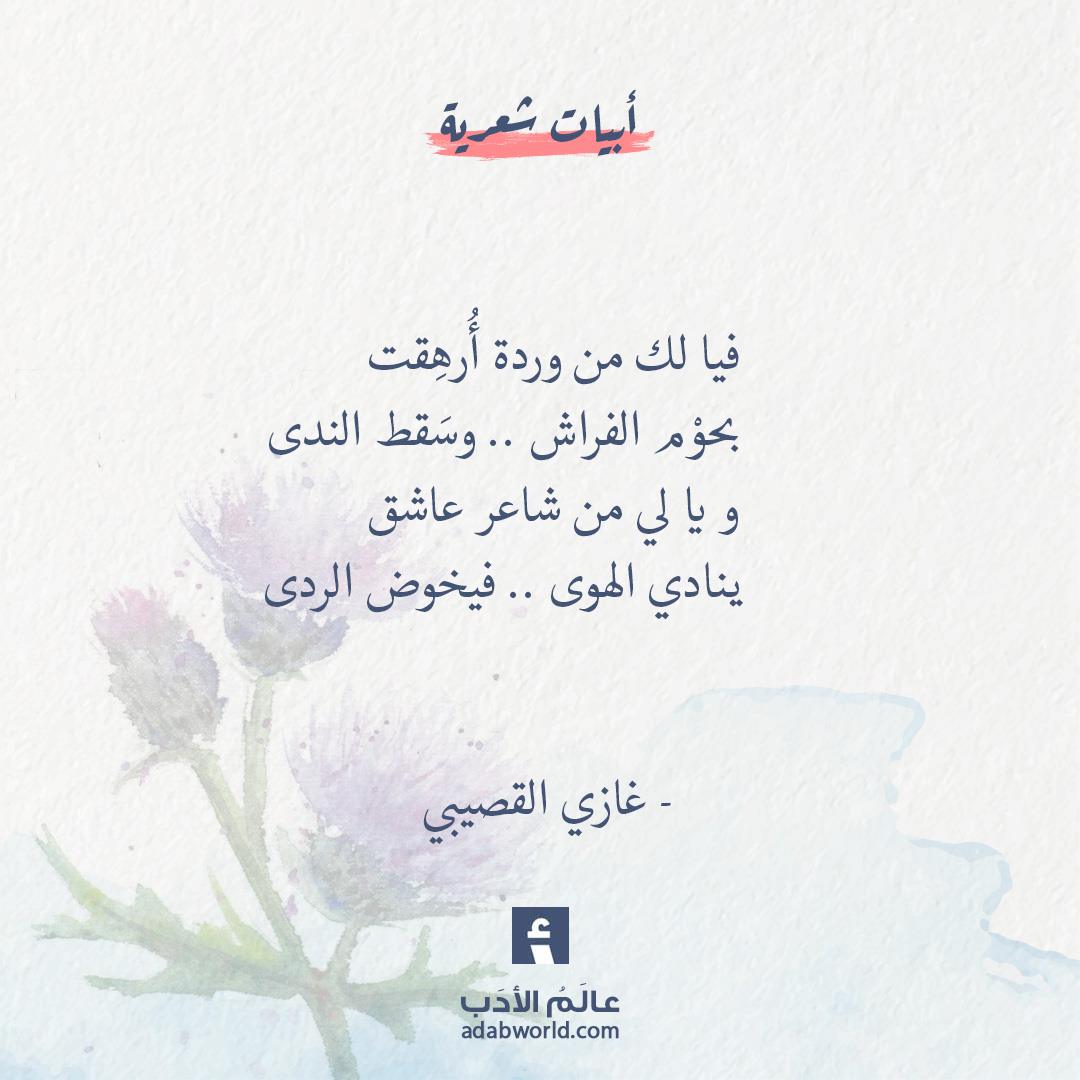 أبيات شعرية
فيا لك من وردة أُرهِقت
بحوْم الفراش .. وسَقط الندى
و يا لي من شاعر عاشق
ينادي الهوى .. فيخوض الردى
- غازي القصيبي
أ
عالَمُ الأدَب
adabworld.com